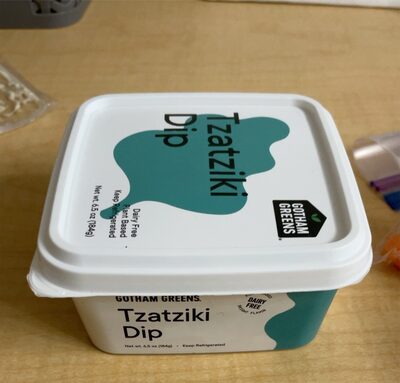 Tzatziki
Dip
Dairy Free
Plant Based
Keep Refrigerated
Net wt. 6.5 oz (184g)
GOTHAM
GREENS
GOTHAM GREENS.
Tzatziki
Dip
Net wt. 6.5 oz (184g) • Keep Refrigerated
DAIRY
FREE